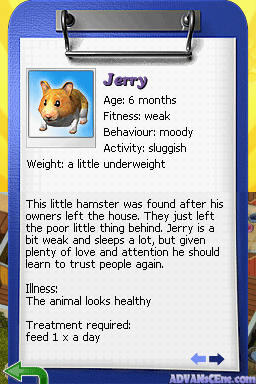 Jerry
Age: 6 months
Fitness: weak
Behaviour: moody
Activity: sluggish
Weight: a little underweight
This little hamster was found after his
owners left the house. They just left
the poor little thing behind. Jerry is a
bit weak and sleeps a lot, but given
plenty of love and attention he should
learn to trust people again.
Illness:
The animal looks healthy
Treatment required:
feed 1 x a day
ADVANsCEne.com